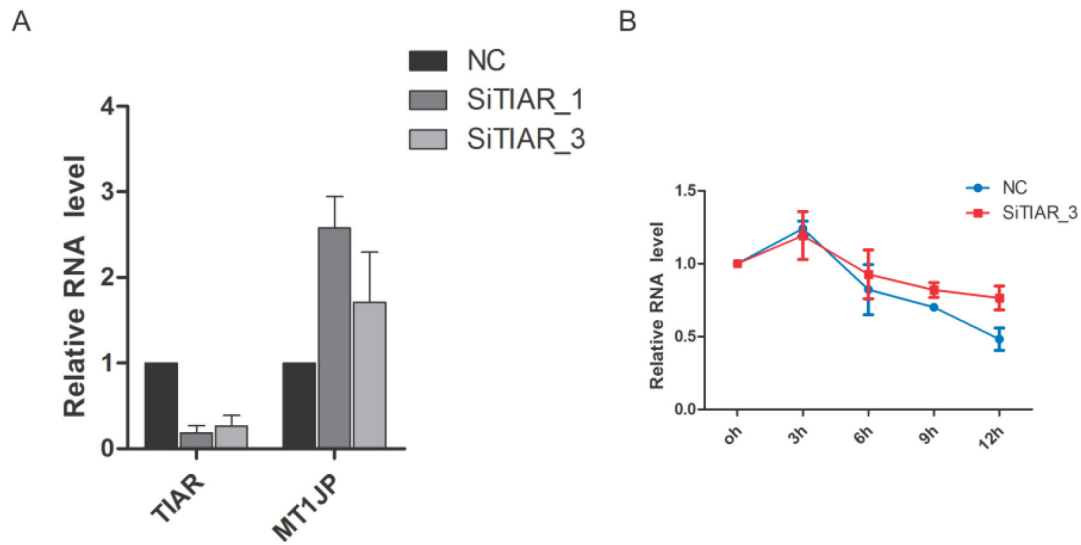 A
NC
SiTIAR_1
SiTIAR_3
Relative RNA level
4
3
2
1
0
TIAR
MT1JP
B
NC
SiTIAR_3
Relative RNA level
1.5
1.0
0.5
0.0
oh
3h
6h
9h
12h